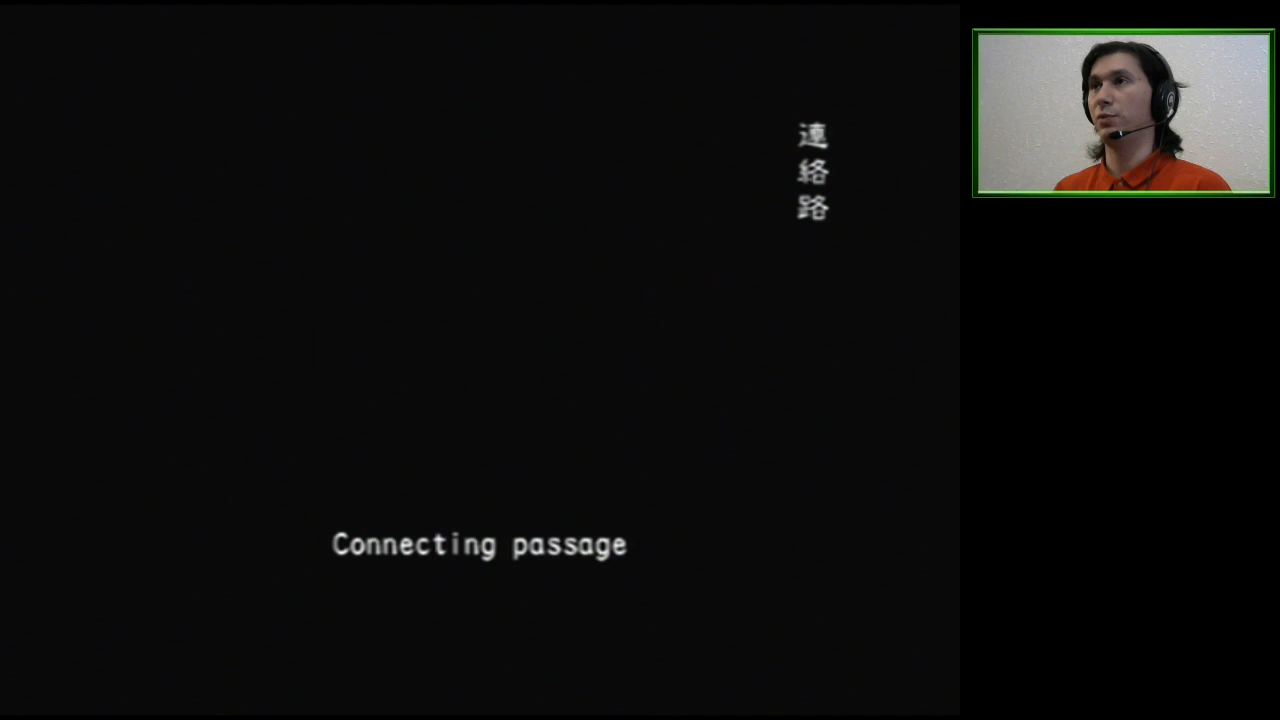 連絡路
Connecting passage